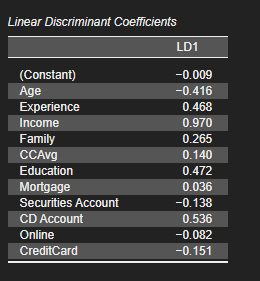 Linear Discriminant Coefficients
LD1
(Constant) −0.009
Age −0.416
Experience 0.468
Income 0.970
Family 0.265
CCAvg 0.140
Education 0.472
Mortgage 0.036
Securities Account −0.138
CD Account 0.536
Online −0.082
CreditCard −0.151